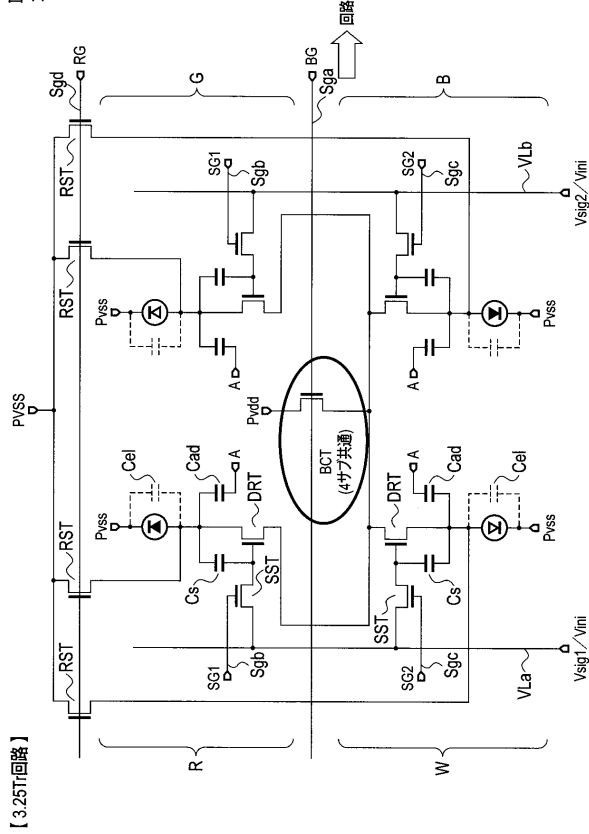 【 3.25Tr回路 】
回路
PVSS
Sgd
RG
RST
RST
RST
RST
R
G
Pvss
Cel
Pvss
Cad
A
A
Cs
DRT
SST
SG1
Sgb
SG1
Sgb
Pvdd
BCT
(4サブ共通)
Sga
BG
SG2
Sgc
SG2
Sgc
SST
DRT
Cs
Cad
A
A
Cel
Pvss
Pvss
W
B
VLa
VLb
Vsig1/Vini
Vsig2/Vini